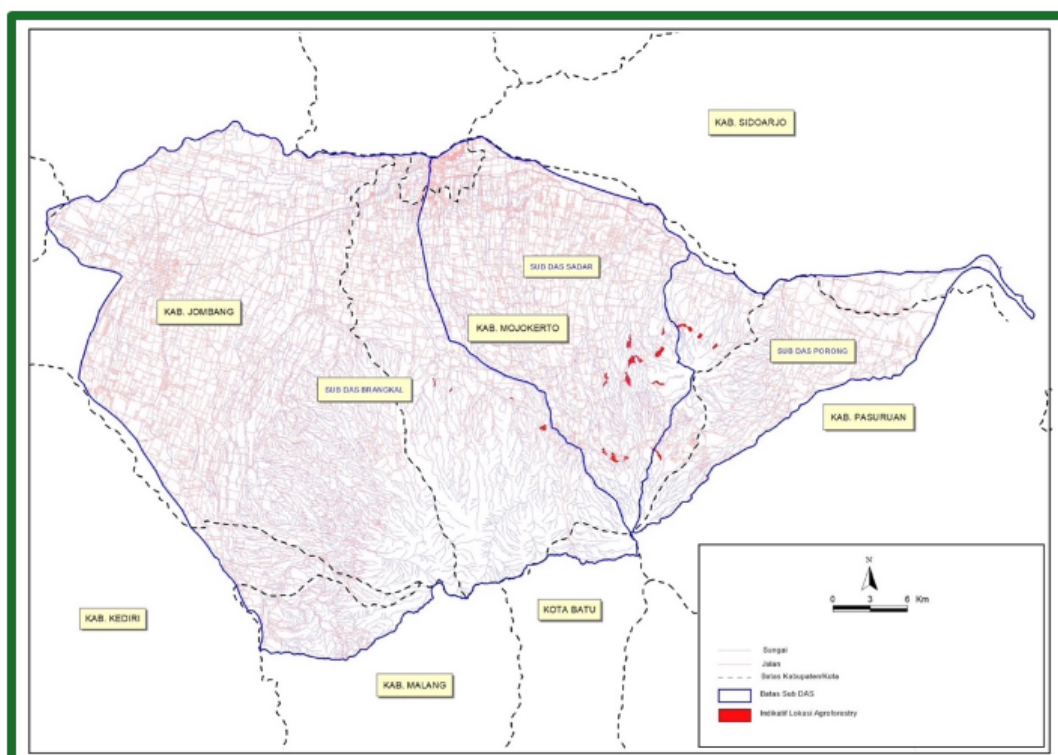 KAB. SIDOARJO
SUB DAS SADAR
KAB. JOMBANG
KAB. MOJOKERTO
SUB DAS PORONG
SUB DAS BRANGKAL
KAB. PASURUAN
KAB. KEDIRI
KOTA BATU
KAB. MALANG
N
0 3 6 Km
Sungai
Jalan
Batas Kabupaten/Kota
Batas Sub DAS
Indikatif Lokasi Agroforestry